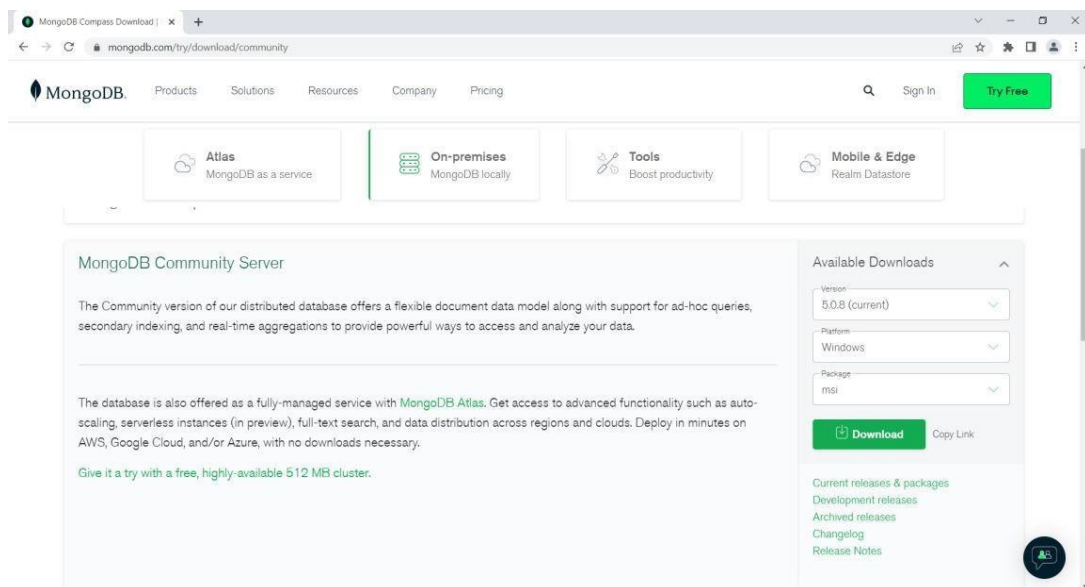 MongoDB Compass Download |
mongodb.com/try/download/community
MongoDB.
Products
Solutions
Resources
Company
Pricing
Sign In
Try Free
Atlas
MongoDB as a service
On-premises
MongoDB locally
Tools
Boost productivity
Mobile & Edge
Realm Datastore
MongoDB Community Server
The Community version of our distributed database offers a flexible document data model along with support for ad-hoc queries,
secondary indexing, and real-time aggregations to provide powerful ways to access and analyze your data.
The database is also offered as a fully-managed service with MongoDB Atlas. Get access to advanced functionality such as auto-
scaling, serverless instances (in preview), full-text search, and data distribution across regions and clouds. Deploy in minutes on
AWS, Google Cloud, and/or Azure, with no downloads necessary.
Give it a try with a free, highly-available 512 MB cluster.
Available Downloads
Version
5.0.8 (current)
Platform
Windows
Package
msi
Download
Copy Link
Current releases & packages
Development releases
Archived releases
Changelog
Release Notes